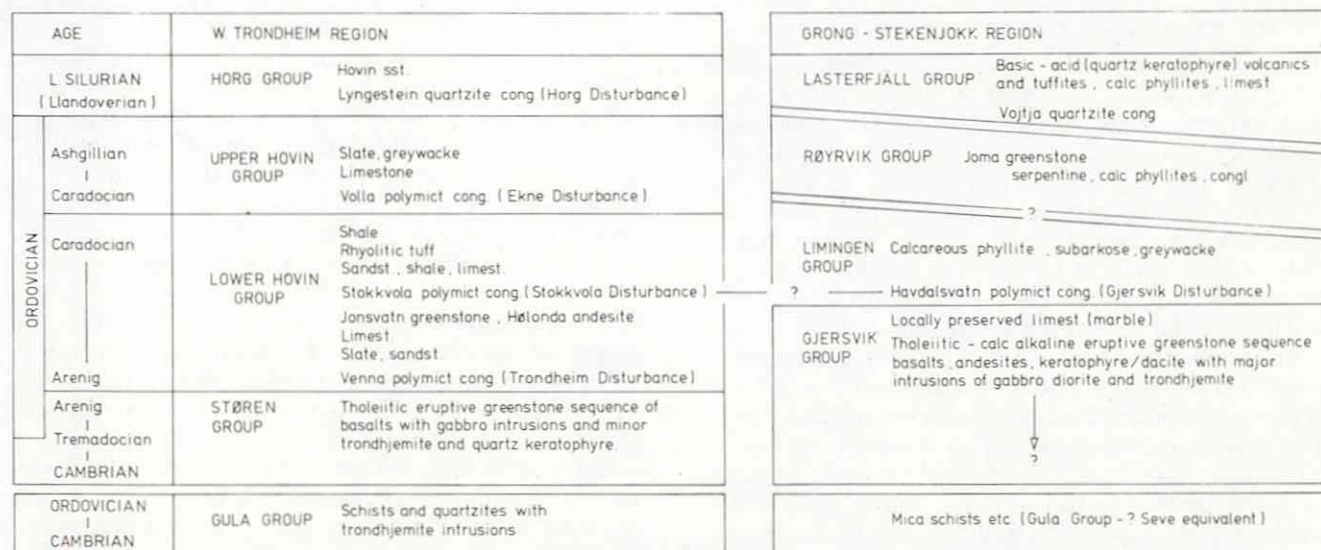 AGE
W TRONDHEIM REGION
L SILURIAN
(Llandoverian)
HORG GROUP
Hovin sst.
Lyngestein quartzite cong (Horg Disturbance)
ORDOVICIAN
Ashgillian
Caradocian
UPPER HOVIN
GROUP
Slate, greywacke
Limestone
Volla polymict cong. (Ekne Disturbance)
Caradocian
Arenig
LOWER HOVIN
GROUP
Shale
Rhyolitic tuff
Sandst., shale, limest.
Stokkvola polymict cong. (Stokkvola Disturbance)
Jonsvatn greenstone, Hølonda andesite
Limest.
Slate, sandst.
Venna polymict cong (Trondheim Disturbance)
Arenig
Tremadocian
CAMBRIAN
STØREN
GROUP
Tholeiitic eruptive greenstone sequence of
basalts with gabbro intrusions and minor
trondhjemite and quartz keratophyre.
ORDOVICIAN
CAMBRIAN
GULA GROUP
Schists and quartzites with
trondhjemite intrusions
GRONG - STEKENJOKK REGION
LASTERFJÄLL GROUP
Basic - acid (quartz keratophyre) volcanics
and tuffites, calc phyllites, limest
Vojtja quartzite cong
RØYRVIK GROUP
Joma greenstone
serpentine, calc phyllites, congl
?
LIMINGEN
GROUP
Calcareous phyllite, subarkose, greywacke
?
Havdalsvatn polymict cong. (Gjersvik Disturbance)
GJERSVIK
GROUP
Locally preserved limest. (marble)
Tholeiitic - calc alkaline eruptive greenstone sequence
basalts, andesites, keratophyre/dacite with major
intrusions of gabbro diorite and trondhjemite
?
Mica schists etc. (Gula Group - ? Seve equivalent)